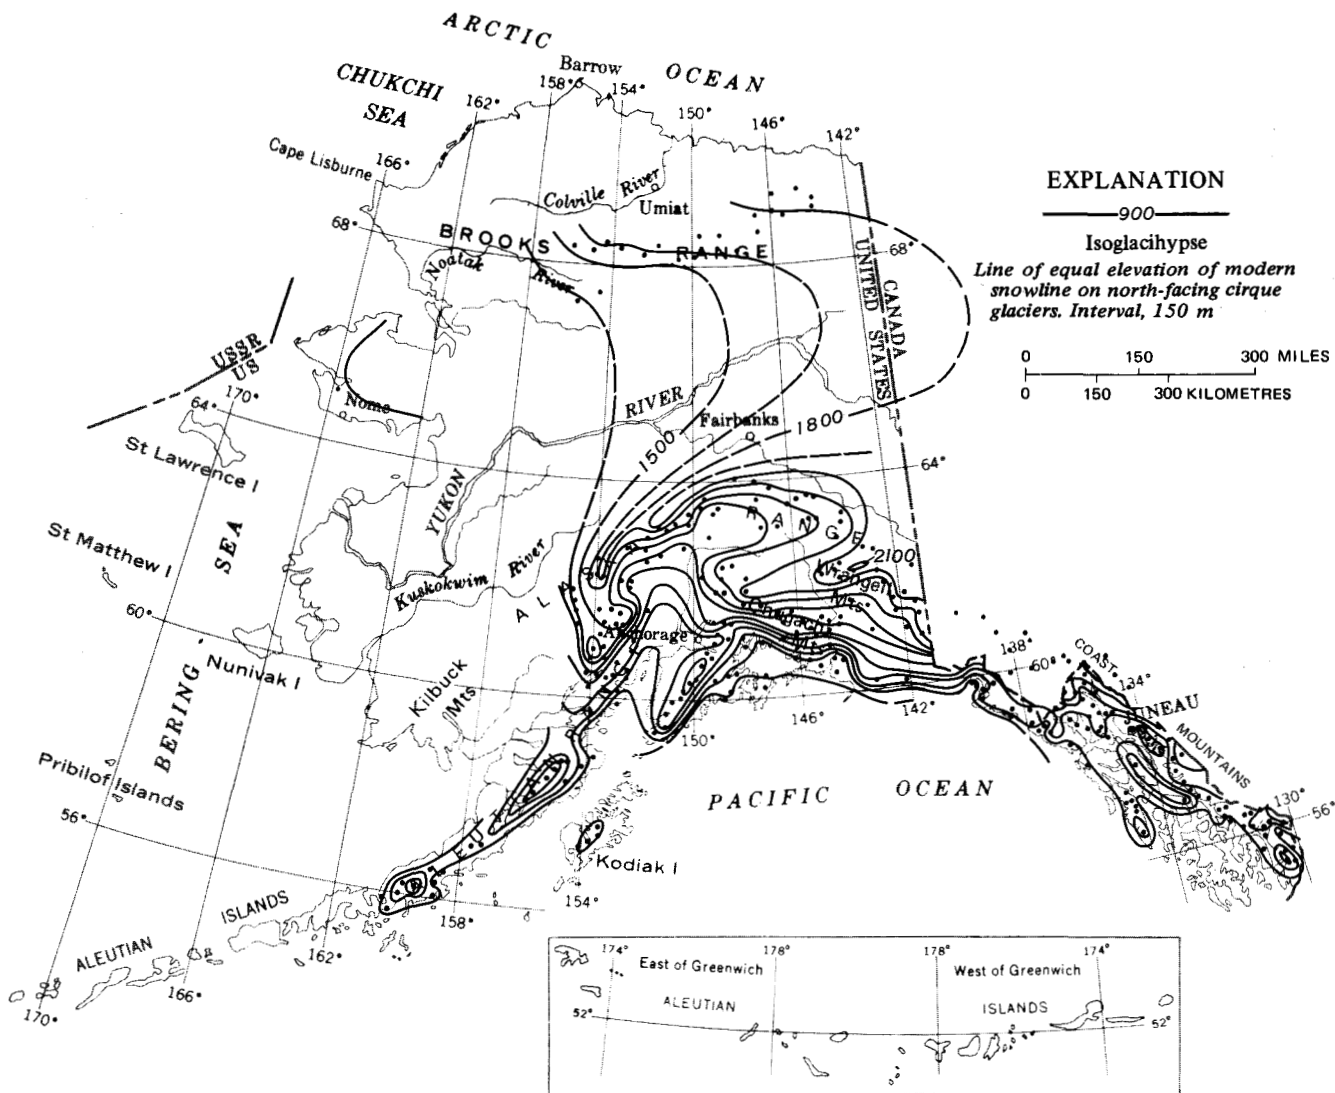 ARCTIC OCEAN
Barrow
CHUKCHI
SEA
158°
154°
162°
150°
146°
142°
Cape Lisburne
166°
68°
Colville River
Umiat
BROOKS RANGE
Noatak
River
68°
UNITED STATES
CANADA
EXPLANATION
900
Isoglacihypse
Line of equal elevation of modern
snowline on north-facing cirque
glaciers. Interval, 150 m
0 150 300 MILES
0 150 300 KILOMETRES
USSR
US
170°
64°
Nome
RIVER
Fairbanks
1800
1500
64°
St Lawrence I
YUKON
SEA
St Matthew I
Kuskokwim River
RANGE
2100
Wrangell
Mts
Chugach
Mts
60°
Anchorage
Nunivak I
Kilbuck
Mts
BERING
138°
60°
COAST
134°
JUNEAU
MOUNTAINS
146°
142°
150°
Pribilof Islands
PACIFIC OCEAN
130°
56°
56°
Kodiak I
154°
158°
ALEUTIAN ISLANDS
162°
166°
170°
174°
178°
178°
174°
East of Greenwich
West of Greenwich
ALEUTIAN
ISLANDS
52°
52°